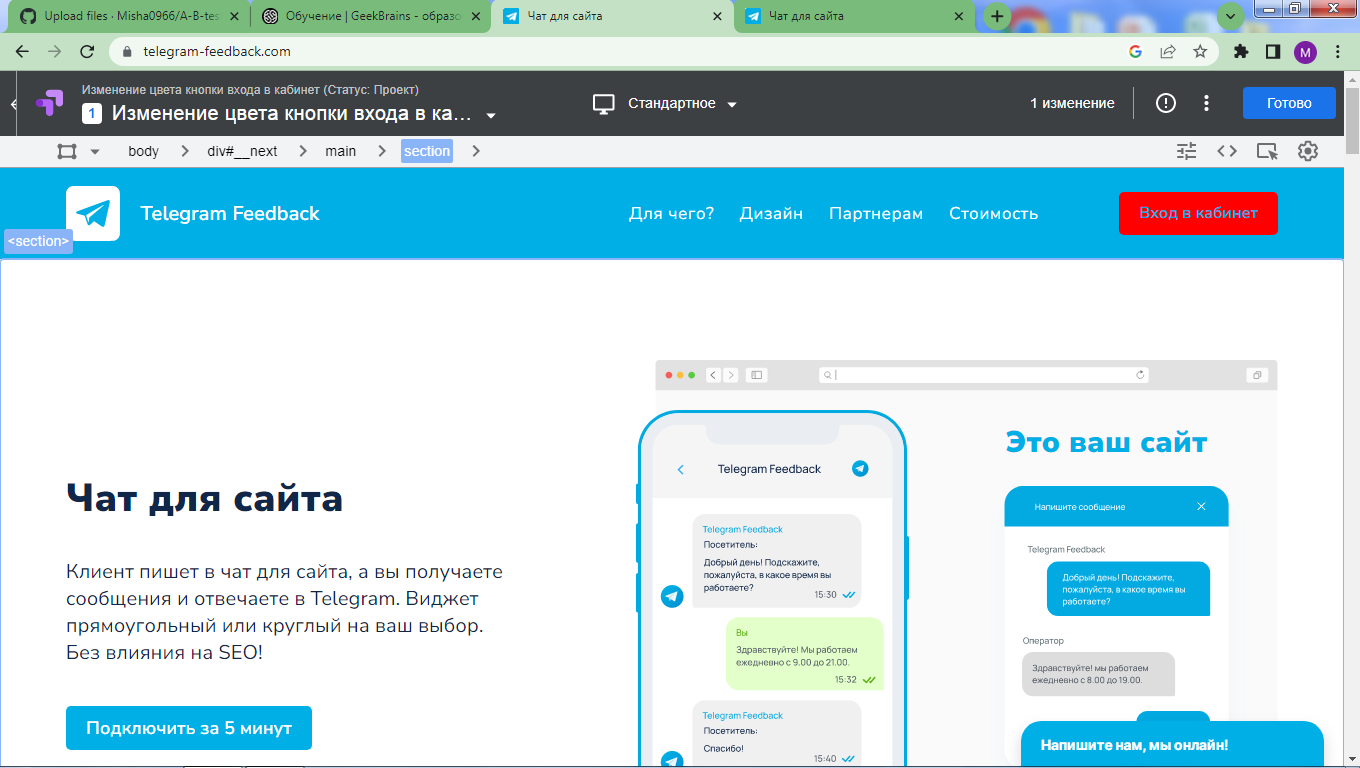 Upload files · Misha0966/A-B-tes
Обучение | GeekBrains - образо
Чат для сайта
Чат для сайта
telegram-feedback.com
M
Изменение цвета кнопки входа в кабинет (Статус: Проект)
1 Изменение цвета кнопки входа в ка...
Стандартное
1 изменение
Готово
body
div#__next
main
section
Telegram Feedback
Для чего?
Дизайн
Партнерам
Стоимость
Вход в кабинет
<section>
Чат для сайта
Клиент пишет в чат для сайта, а вы получаете
сообщения и отвечаете в Telegram. Виджет
прямоугольный или круглый на ваш выбор.
Без влияния на SEO!
Подключить за 5 минут
Telegram Feedback
Telegram Feedback
Посетитель:
Добрый день! Подскажите,
пожалуйста, в какое время вы
работаете?
15:30
Вы
Здравствуйте! Мы работаем
ежедневно с 9.00 до 21.00.
15:32
Telegram Feedback
Посетитель:
Спасибо!
15:40
Это ваш сайт
Напишите сообщение
Telegram Feedback
Добрый день! Подскажите,
пожалуйста, в какое время вы
работаете?
Оператор
Здравствуйте! мы работаем
ежедневно с 8.00 до 19.00.
Напишите нам, мы онлайн!